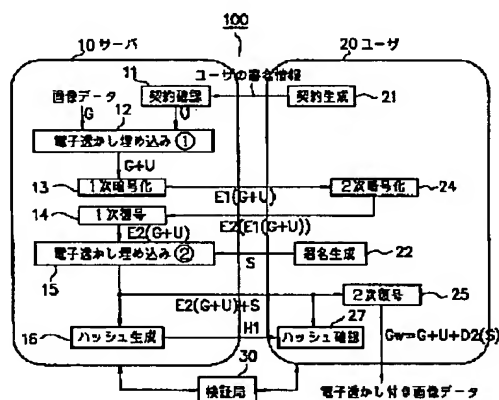 100
10 サーバ
20 ユーザ
11
ユーザの署名情報
画像データ
契約確認
契約生成
21
G
12
U
電子透かし埋め込み ①
G+U
13
1次暗号化
2次暗号化
24
E1(G+U)
14
1次復号
E2(G+U)
E2(E1(G+U))
電子透かし埋め込み ②
S
署名生成
22
15
2次復号
25
E2(G+U)+S
27
16
ハッシュ生成
H1
ハッシュ確認
Gw=G+U+D2(S)
30
検証局
電子透かし付き画像データ